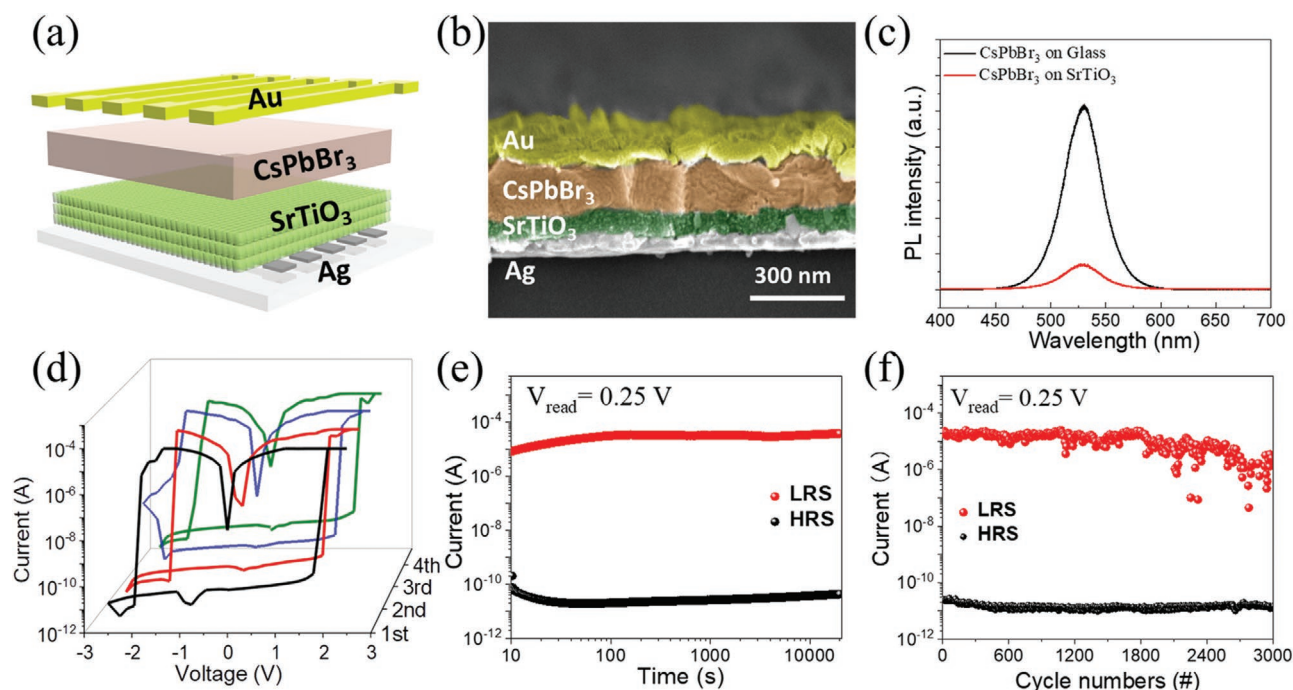 (a)
Au
CsPbBr₃
SrTiO₃
Ag
(b)
Au
CsPbBr₃
SrTiO₃
Ag
300 nm
(c)
CsPbBr₃ on Glass
CsPbBr₃ on SrTiO₃
PL intensity (a.u.)
400 450 500 550 600 650 700
Wavelength (nm)
(d)
Current (A)
10⁻⁴
10⁻⁶
10⁻⁸
10⁻¹⁰
10⁻¹²
4th
3rd
2nd
1st
-3 -2 -1 0 1 2 3
Voltage (V)
(e)
V_read= 0.25 V
Current (A)
10⁻⁴
10⁻⁶
10⁻⁸
10⁻¹⁰
10⁻¹²
LRS
HRS
10 100 1000 10000
Time (s)
(f)
V_read= 0.25 V
Current (A)
10⁻⁴
10⁻⁶
10⁻⁸
10⁻¹⁰
10⁻¹²
LRS
HRS
0 600 1200 1800 2400 3000
Cycle numbers (#)